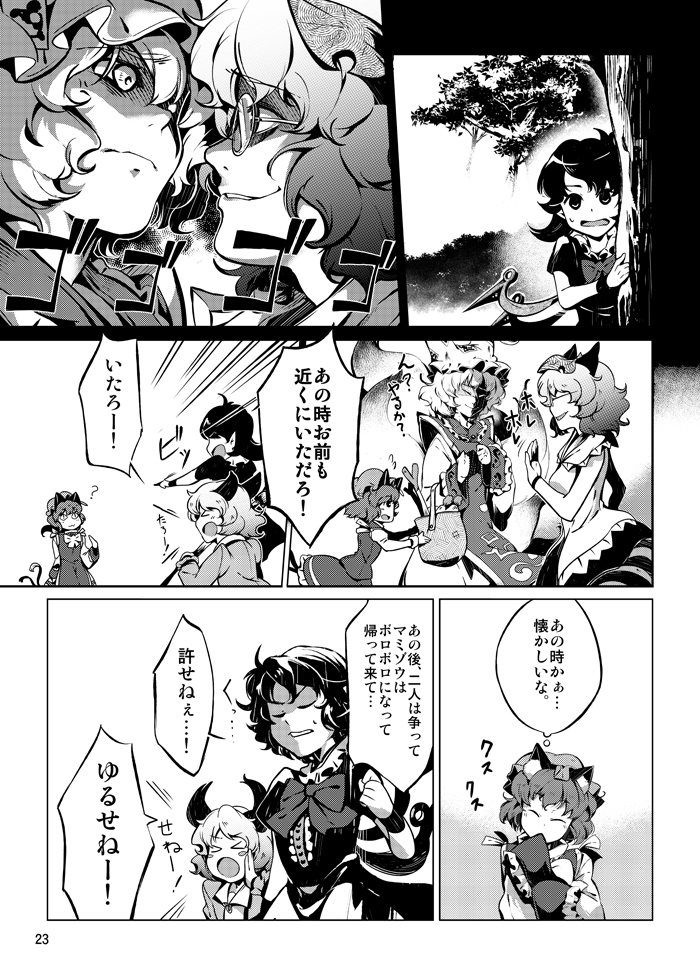 ゴゴゴゴ
ん？
やるか？
ホレ
ホレ
あの時お前も
近くにいただろ！
ビッ
いたろー！
たろー！
？
あの時かぁ…
懐かしいな。
クス
クス
あの後、二人は争って
マミゾウは
ボロボロになって
帰って来て…
許せねぇ……！
せねー！
ゆるせねー！
23